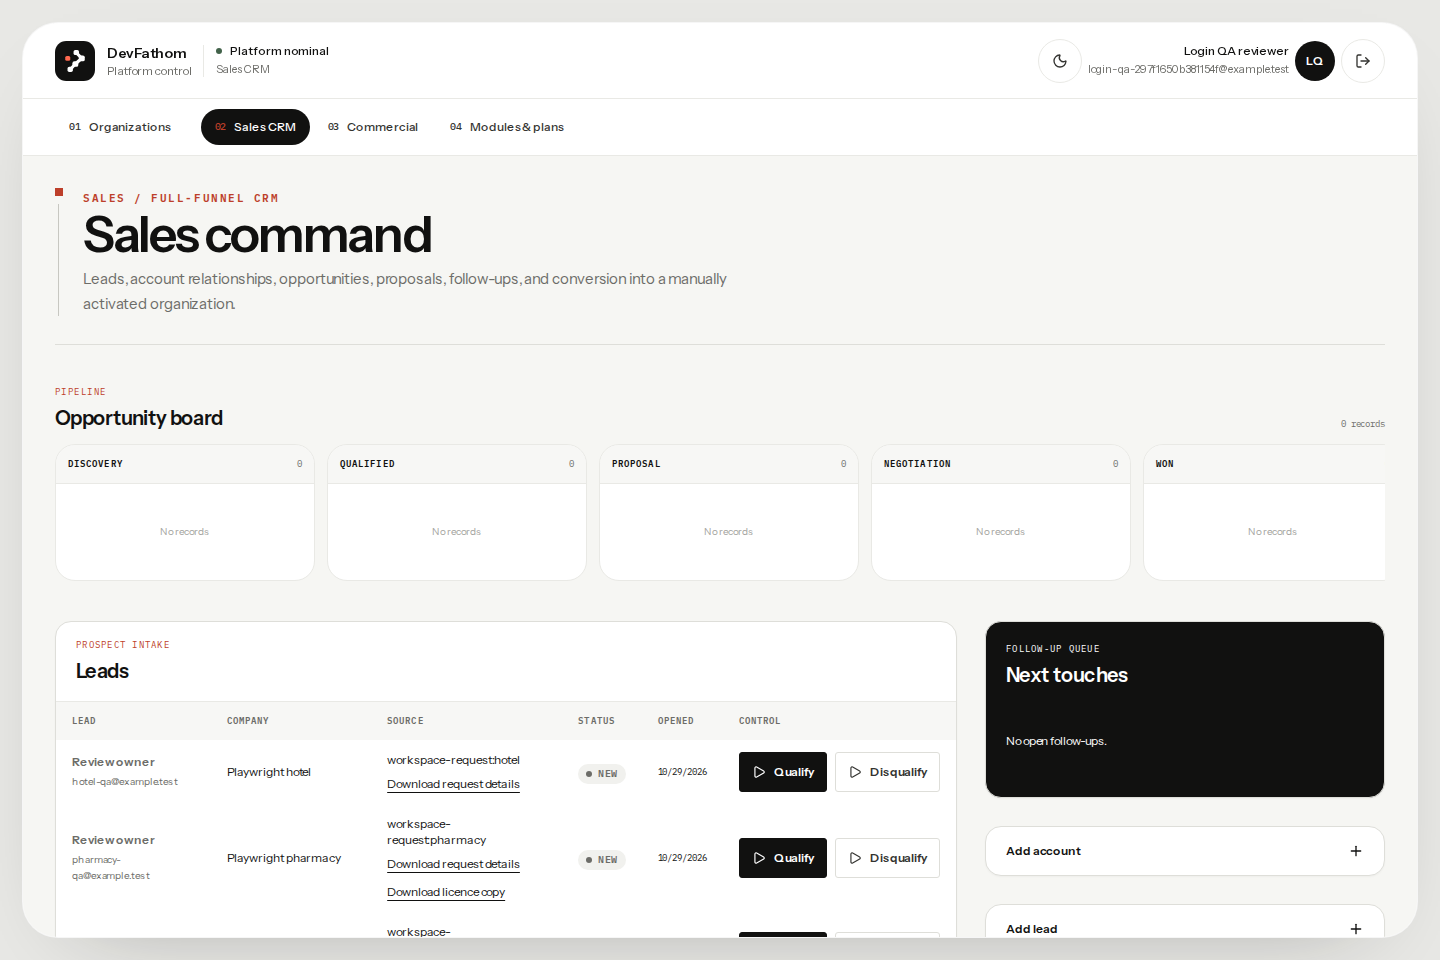 DevFathom
Platform control
Platform nominal
Sales CRM
Login QA reviewer
login-qa-297f1650b381154f@example.test
LQ
01 Organizations
02 Sales CRM
03 Commercial
04 Modules & plans
SALES / FULL-FUNNEL CRM
Sales command
Leads, account relationships, opportunities, proposals, follow-ups, and conversion into a manually
activated organization.
PIPELINE
Opportunity board
0 records
DISCOVERY 0
QUALIFIED 0
PROPOSAL 0
NEGOTIATION 0
WON
No records
No records
No records
No records
No records
PROSPECT INTAKE
Leads
LEAD COMPANY SOURCE STATUS OPENED CONTROL
Review owner
hotel-qa@example.test
Playwright hotel
workspace-request:hotel
Download request details
NEW
10/29/2026
Qualify
Disqualify
Review owner
pharmacy-
qa@example.test
Playwright pharmacy
workspace-
request:pharmacy
Download request details
Download licence copy
NEW
10/29/2026
Qualify
Disqualify
workspace-
FOLLOW-UP QUEUE
Next touches
No open follow-ups.
Add account
Add lead